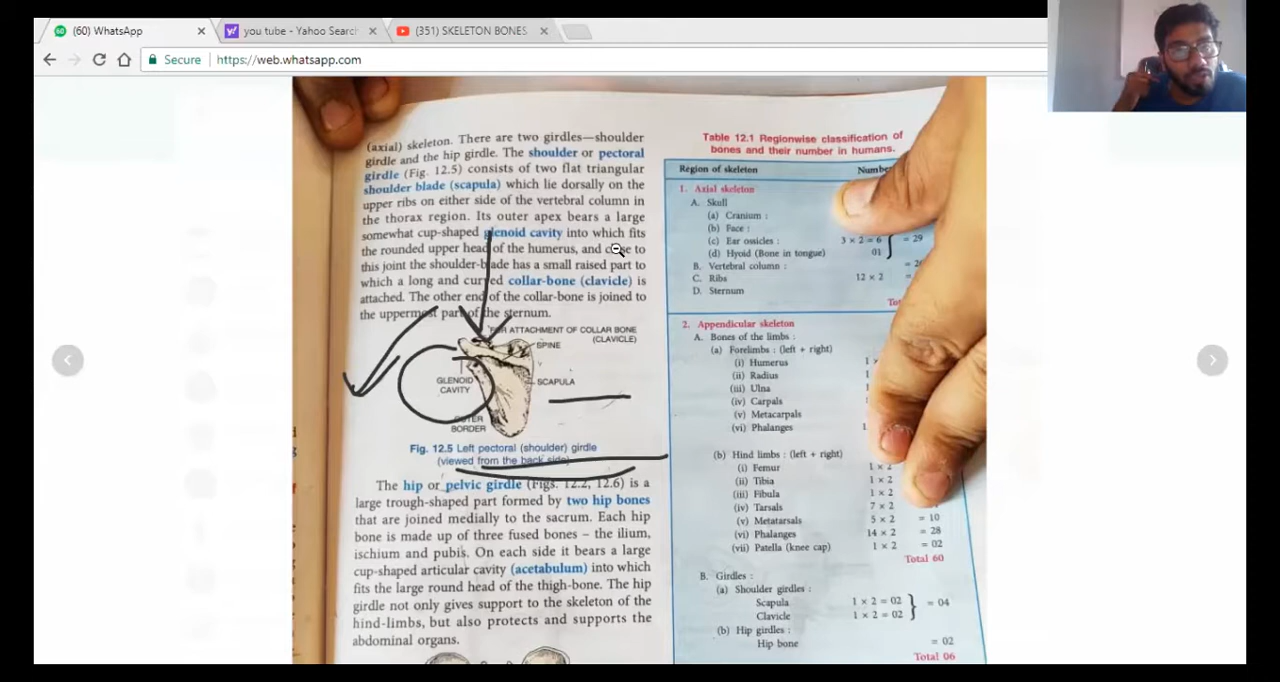 (60) WhatsApp
you tube - Yahoo Search
(351) SKELETON BONES
Secure
https://web.whatsapp.com
(axial) skeleton. There are two girdles—shoulder
girdle and the hip girdle. The shoulder or pectoral
girdle (Fig. 12.5) consists of two flat triangular
shoulder blade (scapula) which lie dorsally on the
upper ribs on either side of the vertebral column in
the thorax region. Its outer apex bears a large
somewhat cup-shaped glenoid cavity into which fits
the rounded upper head of the humerus, and close to
this joint the shoulder-blade has a small raised part to
which a long and curved collar-bone (clavicle) is
attached. The other end of the collar-bone is joined to
the uppermost part of the sternum.
FOR ATTACHMENT OF COLLAR BONE
(CLAVICLE)
SPINE
GLENOID
CAVITY
SCAPULA
OUTER
BORDER
Fig. 12.5 Left pectoral (shoulder) girdle
(viewed from the back side)
The hip or pelvic girdle (Figs. 12.2, 12.6) is a
large trough-shaped part formed by two hip bones
that are joined medially to the sacrum. Each hip
bone is made up of three fused bones – the ilium,
ischium and pubis. On each side it bears a large
cup-shaped articular cavity (acetabulum) into which
fits the large round head of the thigh-bone. The hip
girdle not only gives support to the skeleton of the
hind-limbs, but also protects and supports the
abdominal organs.
Table 12.1 Regionwise classification of
bones and their number in humans.
Region of skeleton Numbe
1. Axial skeleton
A. Skull
(a) Cranium :
(b) Face :
(c) Ear ossicles : 3 × 2 = 6 = 29
(d) Hyoid (Bone in tongue) 01
B. Vertebral column :
C. Ribs 12 × 2 =
D. Sternum
Tot
2. Appendicular skeleton
A. Bones of the limbs :
(a) Forelimbs : (left + right)
(i) Humerus 1
(ii) Radius 1
(iii) Ulna 1
(iv) Carpals
(v) Metacarpals
(vi) Phalanges
(b) Hind limbs : (left + right)
(i) Femur 1 × 2
(ii) Tibia 1 × 2
(iii) Fibula 1 × 2
(iv) Tarsals 7 × 2
(v) Metatarsals 5 × 2 = 10
(vi) Phalanges 14 × 2 = 28
(vii) Patella (knee cap) 1 × 2 = 02
Total 60
B. Girdles :
(a) Shoulder girdles :
Scapula 1 × 2 = 02 = 04
Clavicle 1 × 2 = 02
(b) Hip girdles :
Hip bone = 02
Total 06